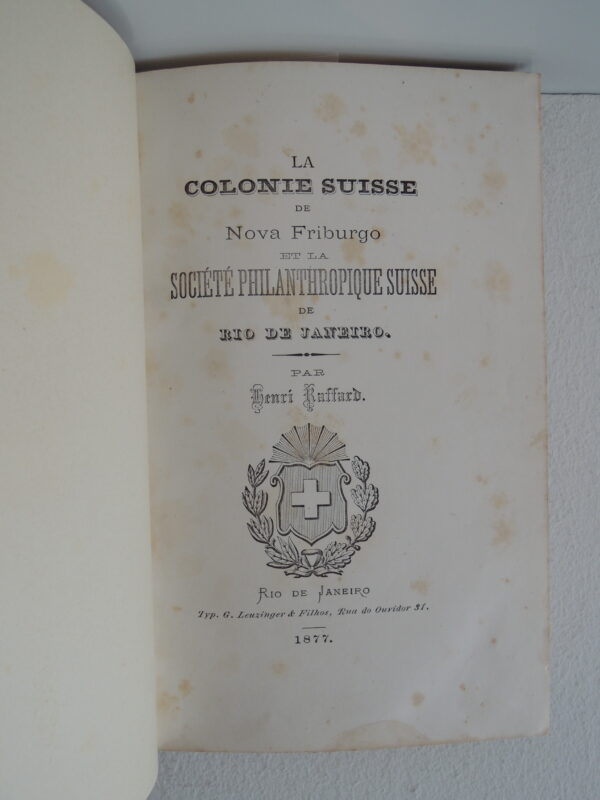 LA
COLONIE SUISSE
DE
Nova Friburgo
ET LA
SOCIÉTÉ PHILANTHROPIQUE SUISSE
DE
RIO DE JANEIRO.
PAR
Henri Raffard.
RIO DE JANEIRO
Typ. G. Leuzinger & Filhos, Rua do Ouvidor 31.
1877.